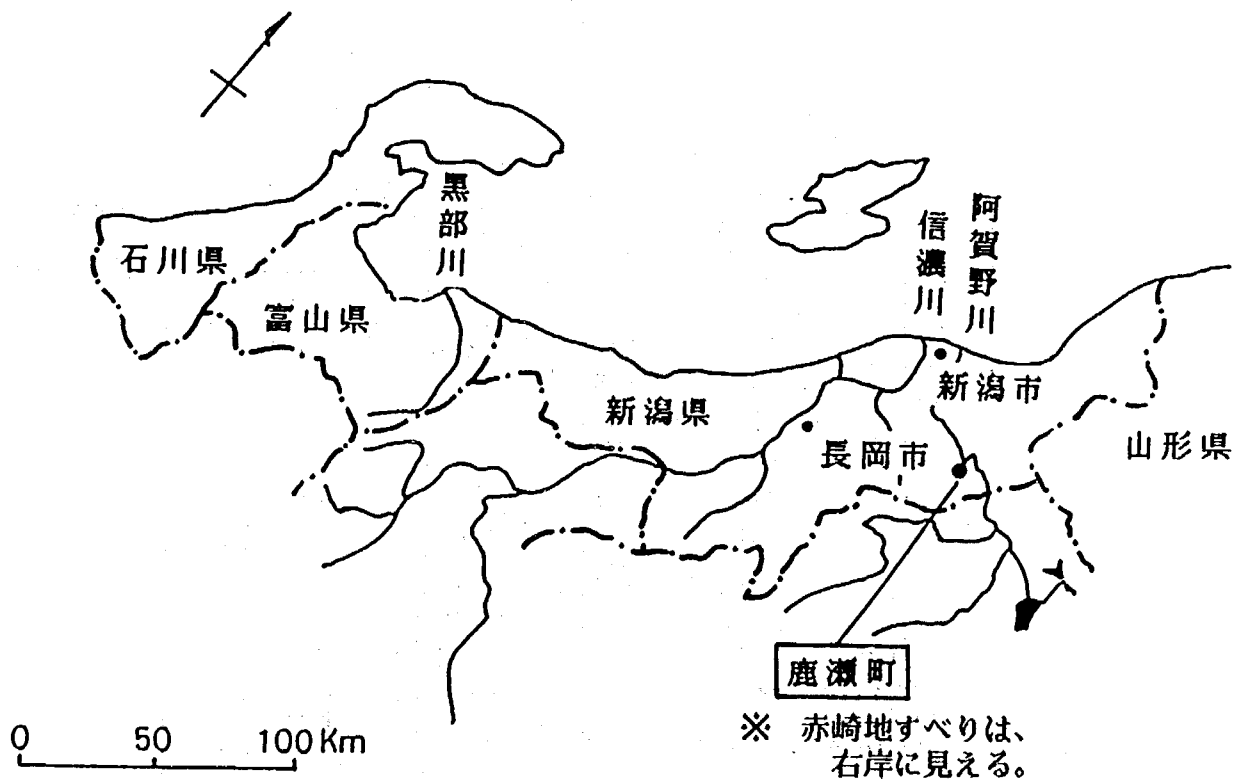 石川県
富山県
黒部川
新潟県
信濃川
阿賀野川
新潟市
長岡市
山形県
鹿瀬町
※ 赤崎地すべりは、
右岸に見える。
0 50 100Km